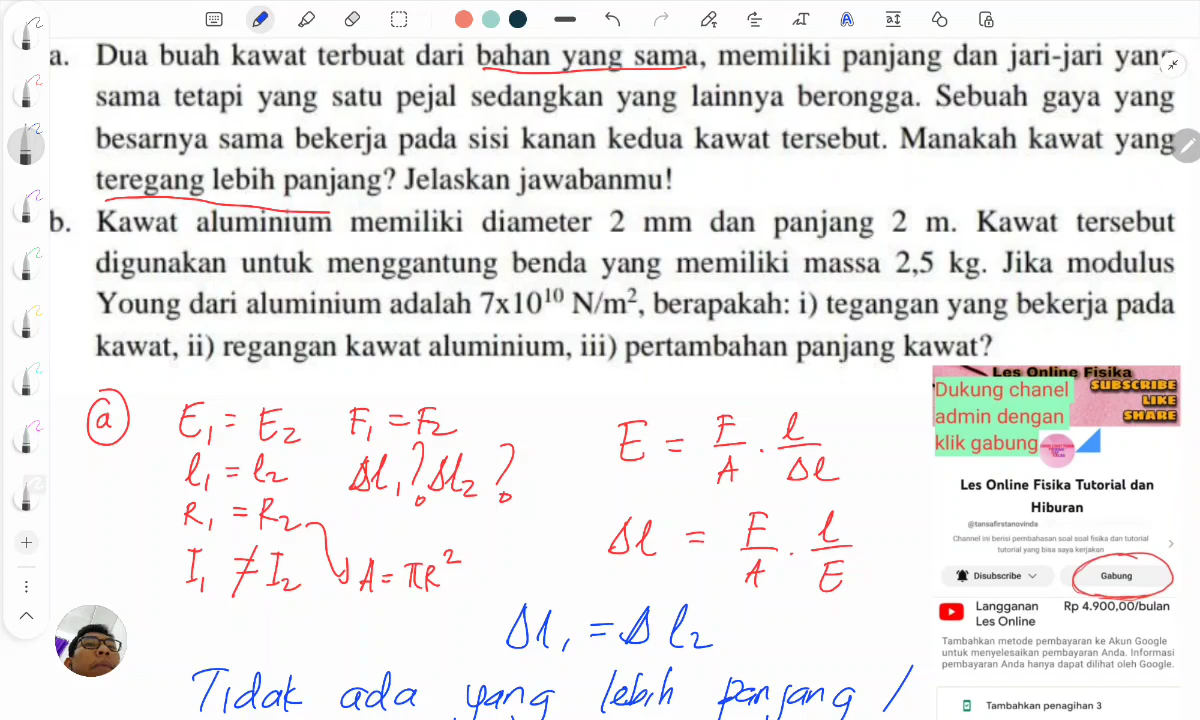 a. Dua buah kawat terbuat dari bahan yang sama, memiliki panjang dan jari-jari yang
sama tetapi yang satu pejal sedangkan yang lainnya berongga. Sebuah gaya yang
besarnya sama bekerja pada sisi kanan kedua kawat tersebut. Manakah kawat yang
teregang lebih panjang? Jelaskan jawabanmu!
b. Kawat aluminium memiliki diameter 2 mm dan panjang 2 m. Kawat tersebut
digunakan untuk menggantung benda yang memiliki massa 2,5 kg. Jika modulus
Young dari aluminium adalah 7x10¹⁰ N/m², berapakah: i) tegangan yang bekerja pada
kawat, ii) regangan kawat aluminium, iii) pertambahan panjang kawat?
a E₁ = E₂ F₁ = F₂
l₁ = l₂ Δl₁? Δl₂?
R₁ = R₂
I₁ ≠ I₂ A = πR²
E = F/A · l/Δl
Δl = F/A · l/E
Δl₁ = Δl₂
Tidak ada yang lebih panjang /
Les Online Fisika
Dukung chanel
admin dengan
klik gabung
SUBSCRIBE
LIKE
SHARE
Les Online Fisika Tutorial dan
Hiburan
@tansafirstanovinda
Channel ini berisi pembahasan soal soal fisika dan tutorial
tutorial yang bisa saya kerjakan
Disubscribe
Gabung
Langganan Rp 4.900,00/bulan
Les Online
Tambahkan metode pembayaran ke Akun Google
untuk menyelesaikan pembayaran Anda. Informasi
pembayaran Anda hanya dapat dilihat oleh Google.
Tambahkan penagihan 3